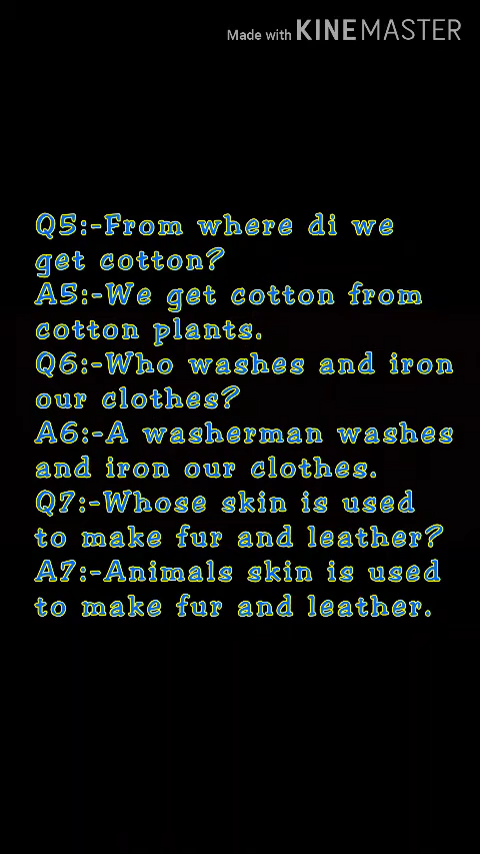 Made with KINEMASTER
Q5:-From where di we
get cotton?
A5:-We get cotton from
cotton plants.
Q6:-Who washes and iron
our clothes?
A6:-A washerman washes
and iron our clothes.
Q7:-Whose skin is used
to make fur and leather?
A7:-Animals skin is used
to make fur and leather.